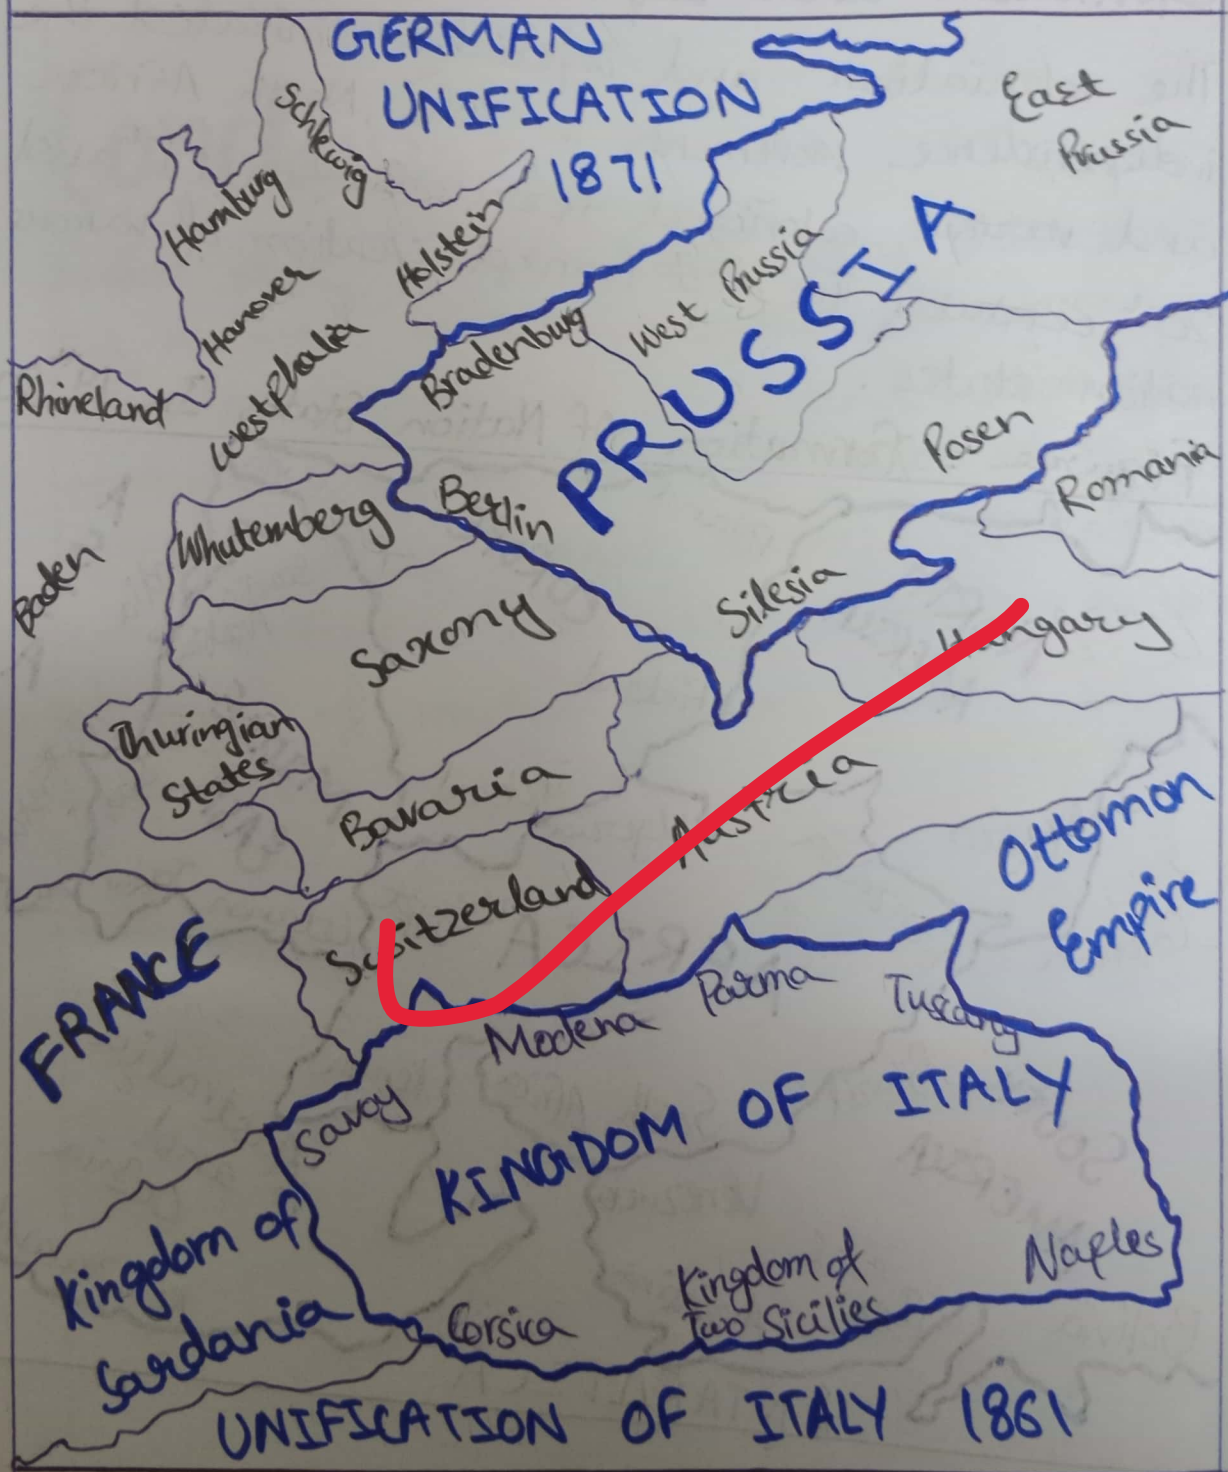 GERMAN
UNIFICATION
1871
East
Prussia
Schlewig
Hamburg
Holstein
Hanover
West Prussia
PRUSSIA
Westphalia
Bradenburg
Rhineland
Posen
Romania
Berlin
Whutemberg
Baden
Silesia
Saxony
Hungary
Thuringian
States
Bavaria
Austria
Ottomon
Empire
Switzerland
FRANCE
Parma
Tuscany
Modena
Savoy
KINGDOM OF ITALY
Kingdom of
Sardania
Naples
Kingdom of
Two Sicilies
Corsica
UNIFICATION OF ITALY 1861